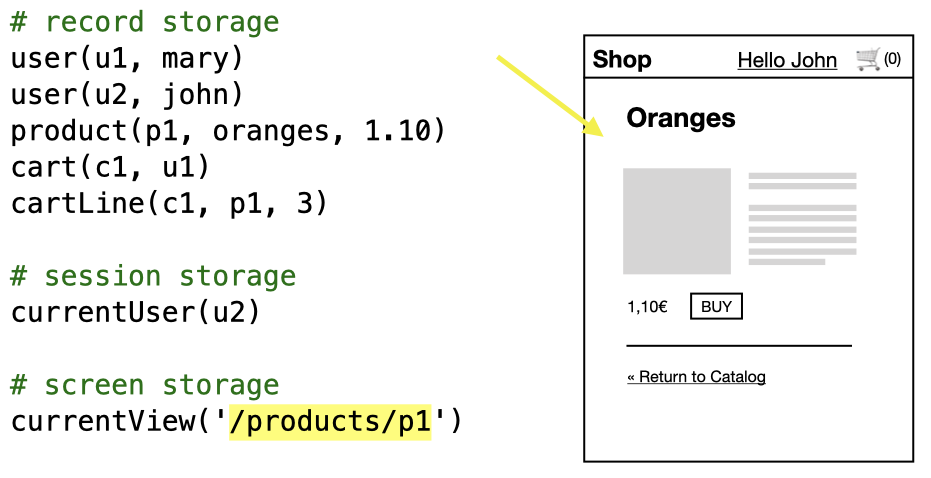 # record storage
user(u1, mary)
user(u2, john)
product(p1, oranges, 1.10)
cart(c1, u1)
cartLine(c1, p1, 3)
# session storage
currentUser(u2)
# screen storage
currentView('/products/p1')
Shop Hello John (0)
Oranges
1,10€ BUY
« Return to Catalog